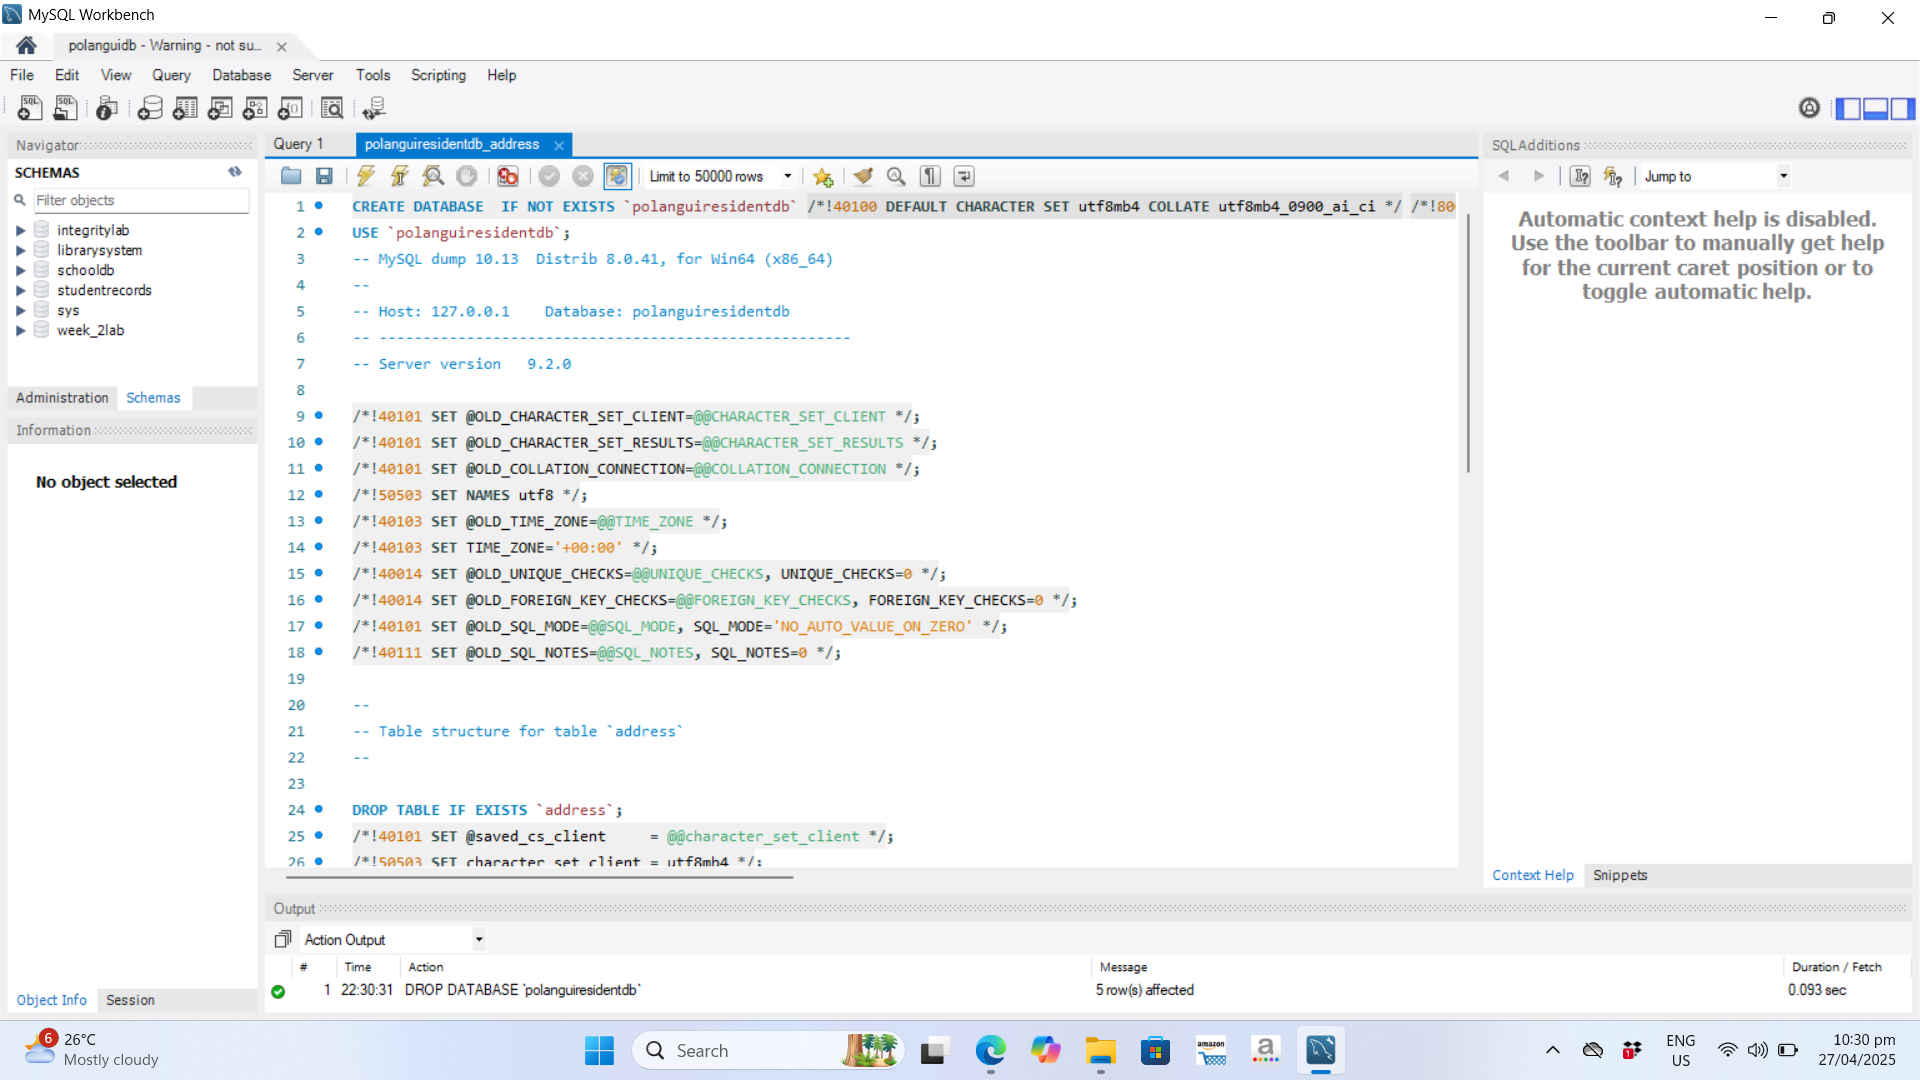 MySQL Workbench
polanguidb - Warning - not su...
File Edit View Query Database Server Tools Scripting Help
Navigator
SCHEMAS
Filter objects
integritylab
librarysystem
schooldb
studentrecords
sys
week_2lab
Administration Schemas
Information
No object selected
Object Info Session
Query 1 polanguiresidentdb_address
Limit to 50000 rows
1 CREATE DATABASE  IF NOT EXISTS `polanguiresidentdb` /*!40100 DEFAULT CHARACTER SET utf8mb4 COLLATE utf8mb4_0900_ai_ci */ /*!80
2 USE `polanguiresidentdb`;
3 -- MySQL dump 10.13  Distrib 8.0.41, for Win64 (x86_64)
4 --
5 -- Host: 127.0.0.1    Database: polanguiresidentdb
6 -- ------------------------------------------------------
7 -- Server version   9.2.0
8
9 /*!40101 SET @OLD_CHARACTER_SET_CLIENT=@@CHARACTER_SET_CLIENT */;
10 /*!40101 SET @OLD_CHARACTER_SET_RESULTS=@@CHARACTER_SET_RESULTS */;
11 /*!40101 SET @OLD_COLLATION_CONNECTION=@@COLLATION_CONNECTION */;
12 /*!50503 SET NAMES utf8 */;
13 /*!40103 SET @OLD_TIME_ZONE=@@TIME_ZONE */;
14 /*!40103 SET TIME_ZONE='+00:00' */;
15 /*!40014 SET @OLD_UNIQUE_CHECKS=@@UNIQUE_CHECKS, UNIQUE_CHECKS=0 */;
16 /*!40014 SET @OLD_FOREIGN_KEY_CHECKS=@@FOREIGN_KEY_CHECKS, FOREIGN_KEY_CHECKS=0 */;
17 /*!40101 SET @OLD_SQL_MODE=@@SQL_MODE, SQL_MODE='NO_AUTO_VALUE_ON_ZERO' */;
18 /*!40111 SET @OLD_SQL_NOTES=@@SQL_NOTES, SQL_NOTES=0 */;
19
20 --
21 -- Table structure for table `address`
22 --
23
24 DROP TABLE IF EXISTS `address`;
25 /*!40101 SET @saved_cs_client     = @@character_set_client */;
26 /*!50503 SET character_set_client = utf8mb4 */;
SQLAdditions
Jump to
Automatic context help is disabled.
Use the toolbar to manually get help
for the current caret position or to
toggle automatic help.
Context Help Snippets
Output
Action Output
# Time Action Message Duration / Fetch
1 22:30:31 DROP DATABASE `polanguiresidentdb` 5 row(s) affected 0.093 sec
6
26°C
Mostly cloudy
Search
amazon
a
1
ENG
US
10:30 pm
27/04/2025